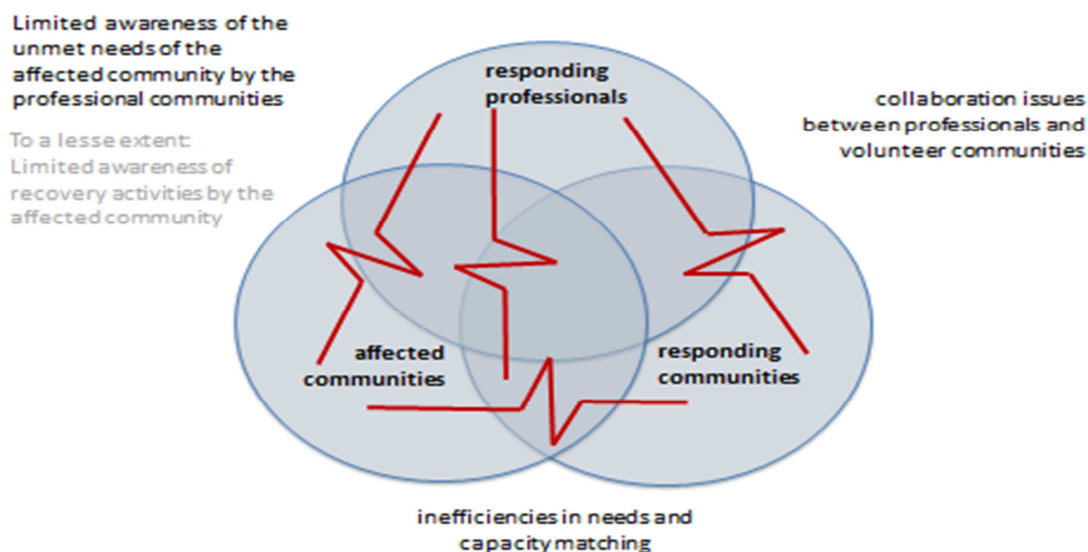 Limited awareness of the
unmet needs of the
affected community by the
professional communities
To a lesse extent:
Limited awareness of
recovery activities by the
affected community
responding
professionals
collaboration issues
between professionals and
volunteer communities
affected
communities
responding
communities
inefficiencies in needs and
capacity matching